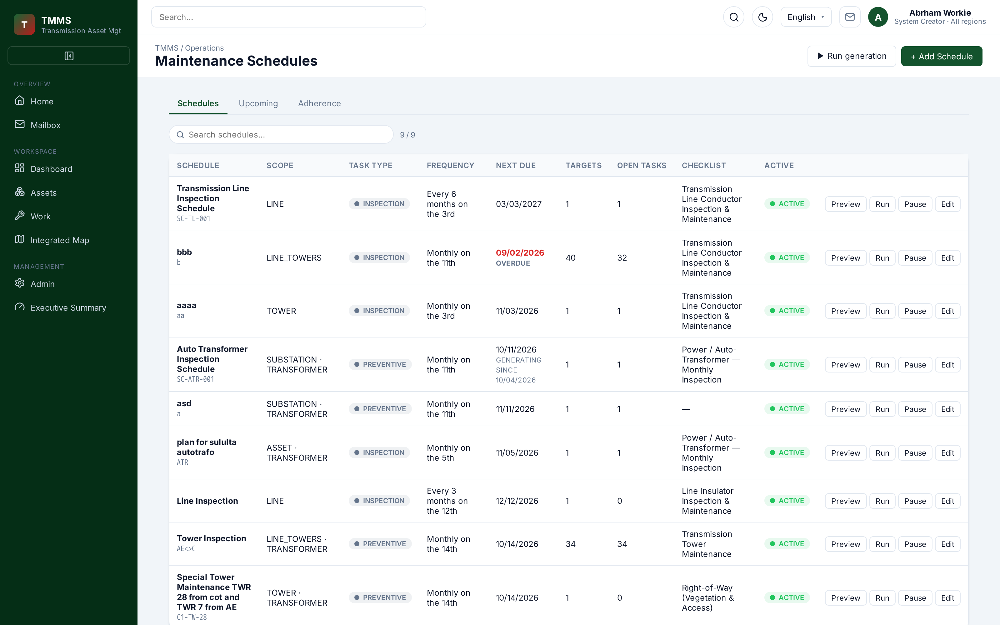 T
TMMS
Transmission Asset Mgt
OVERVIEW
Home
Mailbox
WORKSPACE
Dashboard
Assets
Work
Integrated Map
MANAGEMENT
Admin
Executive Summary
Search...
English
A
Abrham Workie
System Creator · All regions
TMMS / Operations
Maintenance Schedules
Run generation
+ Add Schedule
Schedules Upcoming Adherence
Search schedules...
9 / 9
SCHEDULE SCOPE TASK TYPE FREQUENCY NEXT DUE TARGETS OPEN TASKS CHECKLIST ACTIVE
Transmission Line
Inspection
Schedule
SC-TL-001
LINE
INSPECTION
Every 6
months on
the 3rd
03/03/2027
1
1
Transmission
Line Conductor
Inspection &
Maintenance
ACTIVE
Preview Run Pause Edit
bbb
b
LINE_TOWERS
INSPECTION
Monthly on
the 11th
09/02/2026
OVERDUE
40
32
Transmission
Line Conductor
Inspection &
Maintenance
ACTIVE
Preview Run Pause Edit
aaaa
aa
TOWER
INSPECTION
Monthly on
the 3rd
11/03/2026
1
1
Transmission
Line Conductor
Inspection &
Maintenance
ACTIVE
Preview Run Pause Edit
Auto Transformer
Inspection
Schedule
SC-ATR-001
SUBSTATION ·
TRANSFORMER
PREVENTIVE
Monthly on
the 11th
10/11/2026
GENERATING
SINCE
10/04/2026
1
1
Power / Auto-
Transformer —
Monthly
Inspection
ACTIVE
Preview Run Pause Edit
asd
a
SUBSTATION ·
TRANSFORMER
PREVENTIVE
Monthly on
the 11th
11/11/2026
1
1
—
ACTIVE
Preview Run Pause Edit
plan for sululta
autotrafo
ATR
ASSET ·
TRANSFORMER
INSPECTION
Monthly on
the 5th
11/05/2026
1
1
Power / Auto-
Transformer —
Monthly
Inspection
ACTIVE
Preview Run Pause Edit
Line Inspection
LINE
INSPECTION
Every 3
months on
the 12th
12/12/2026
1
0
Line Insulator
Inspection &
Maintenance
ACTIVE
Preview Run Pause Edit
Tower Inspection
AE<>C
LINE_TOWERS ·
TRANSFORMER
PREVENTIVE
Monthly on
the 14th
10/14/2026
34
34
Transmission
Tower
Maintenance
ACTIVE
Preview Run Pause Edit
Special Tower
Maintenance TWR
28 from cot and
TWR 7 from AE
C1-TW-28
TOWER ·
TRANSFORMER
PREVENTIVE
Monthly on
the 14th
10/14/2026
1
0
Right-of-Way
(Vegetation &
Access)
ACTIVE
Preview Run Pause Edit